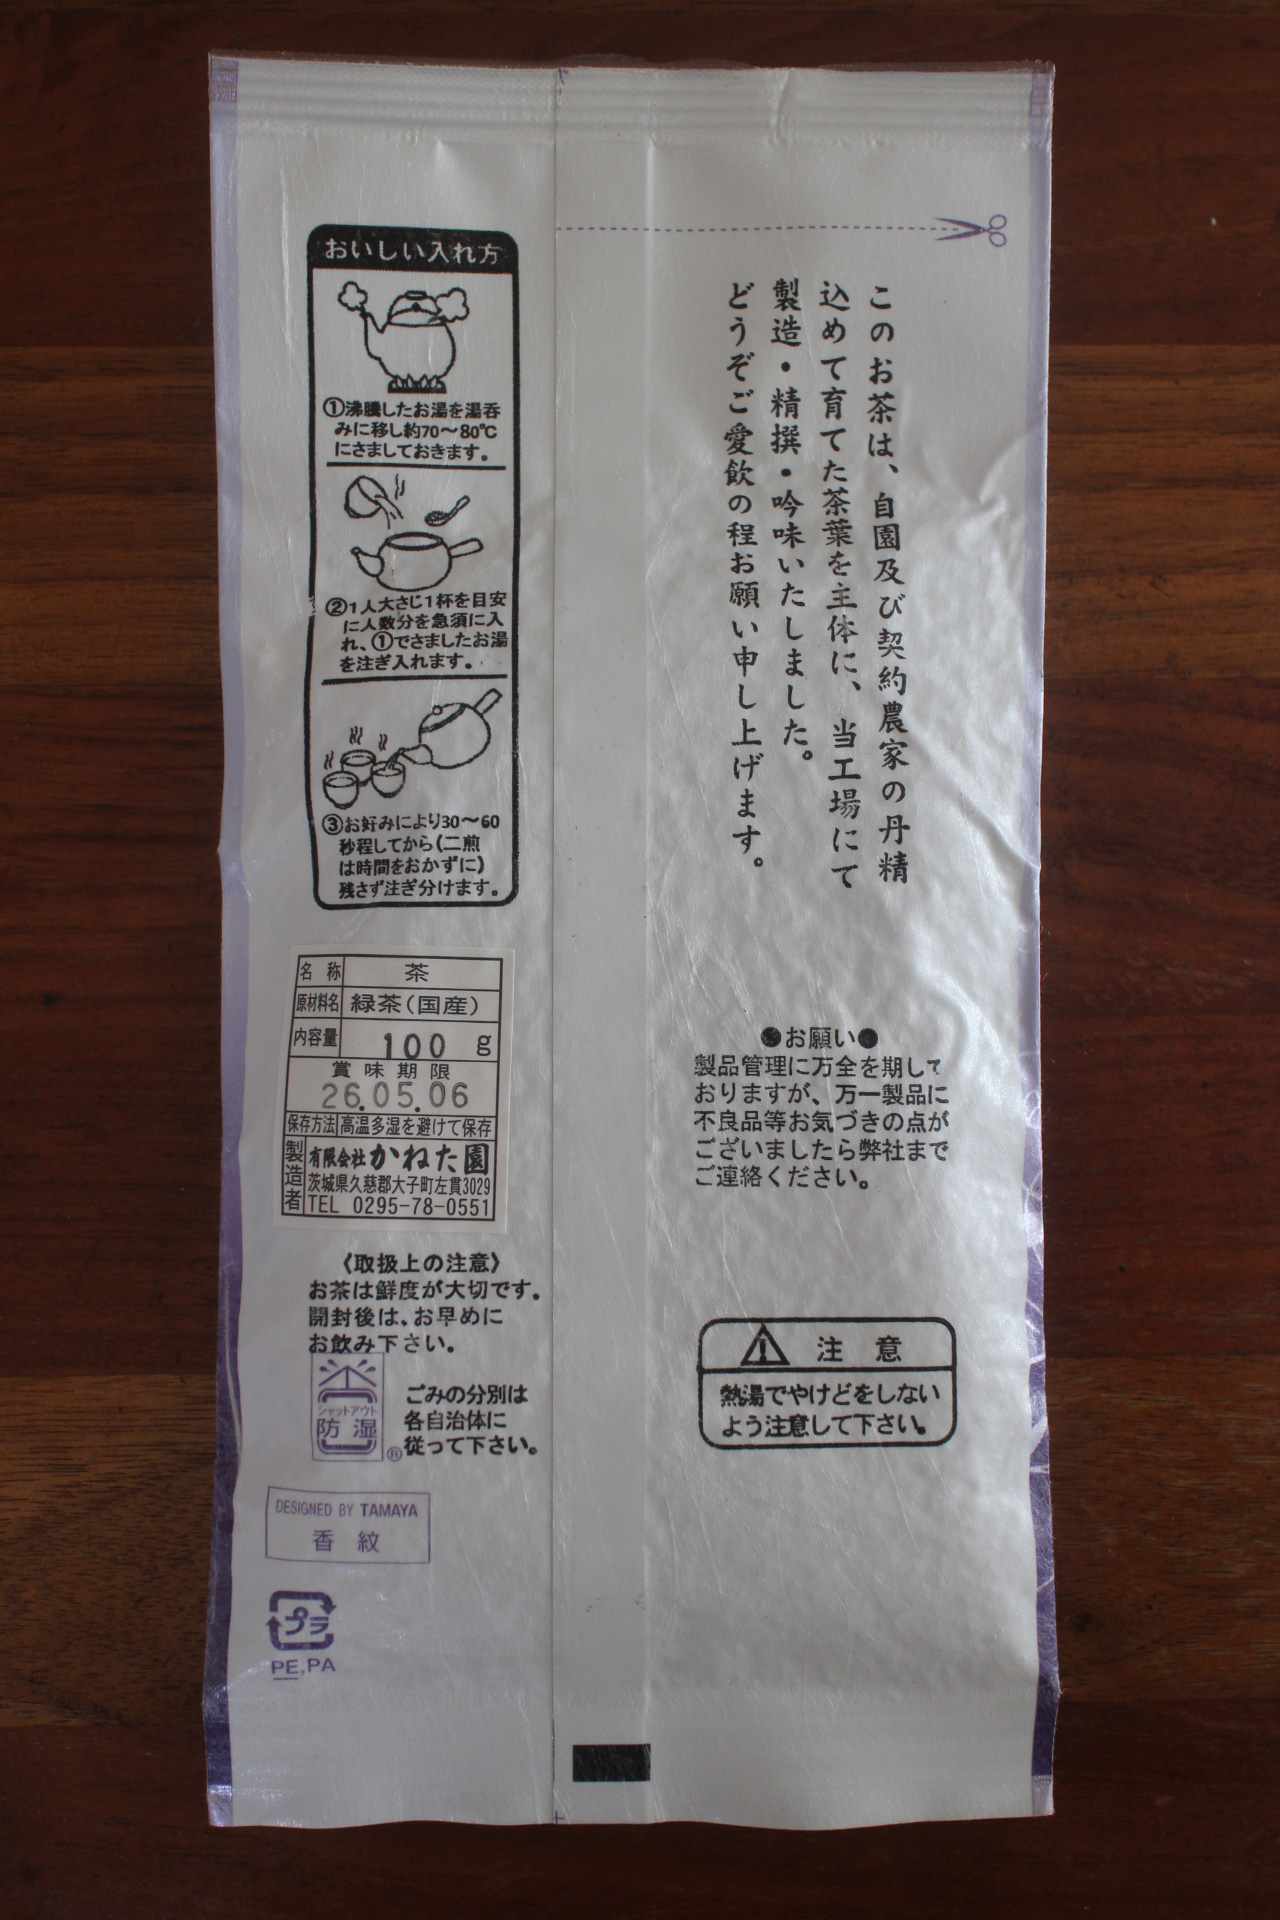 おいしい入れ方
①沸騰したお湯を湯呑
みに移し約70〜80℃
にさましておきます。
②1人大さじ1杯を目安
に人数分を急須に入
れ、①でさましたお湯
を注ぎ入れます。
③お好みにより30〜60
秒程してから(二煎
は時間をおかずに)
残さず注ぎ分けます。
このお茶は、自園及び契約農家の丹精
込めて育てた茶葉を主体に、当工場にて
製造・精撰・吟味いたしました。
どうぞご愛飲の程お願い申し上げます。
名称 茶
原材料名 緑茶(国産)
内容量 100 g
賞味期限
26.05.06
保存方法 高温多湿を避けて保存
製造者 有限会社かねた園
茨城県久慈郡大子町左貫3029
TEL 0295-78-0551
●お願い●
製品管理に万全を期して
おりますが、万一製品に
不良品等お気づきの点が
ございましたら弊社まで
ご連絡ください。
〈取扱上の注意〉
お茶は鮮度が大切です。
開封後は、お早めに
お飲み下さい。
シャットアウト
防湿
®
ごみの分別は
各自治体に
従って下さい。
注意
熱湯でやけどをしない
よう注意して下さい。
DESIGNED BY TAMAYA
香紋
プラ
PE,PA